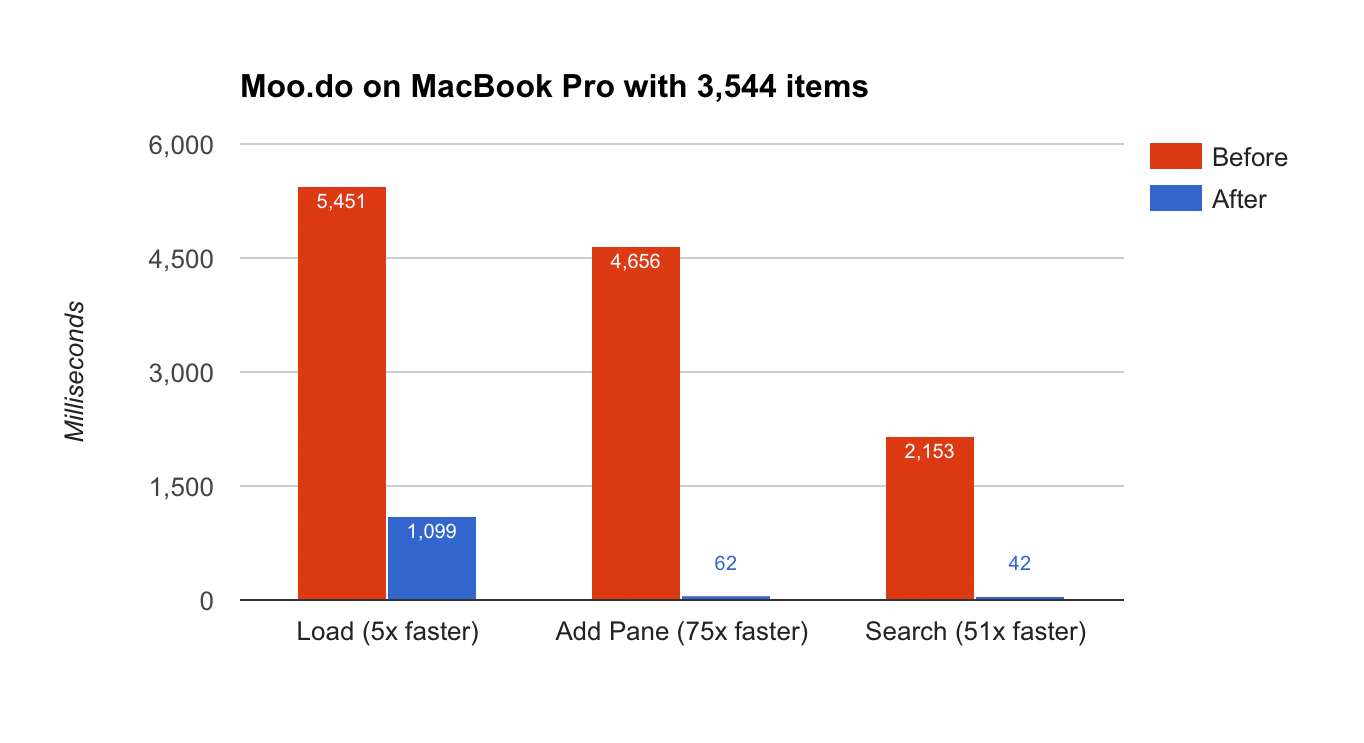 Moo.do on MacBook Pro with 3,544 items
6,000
4,500
3,000
1,500
0
Milliseconds
5,451
1,099
4,656
62
2,153
42
Load (5x faster)
Add Pane (75x faster)
Search (51x faster)
Before
After